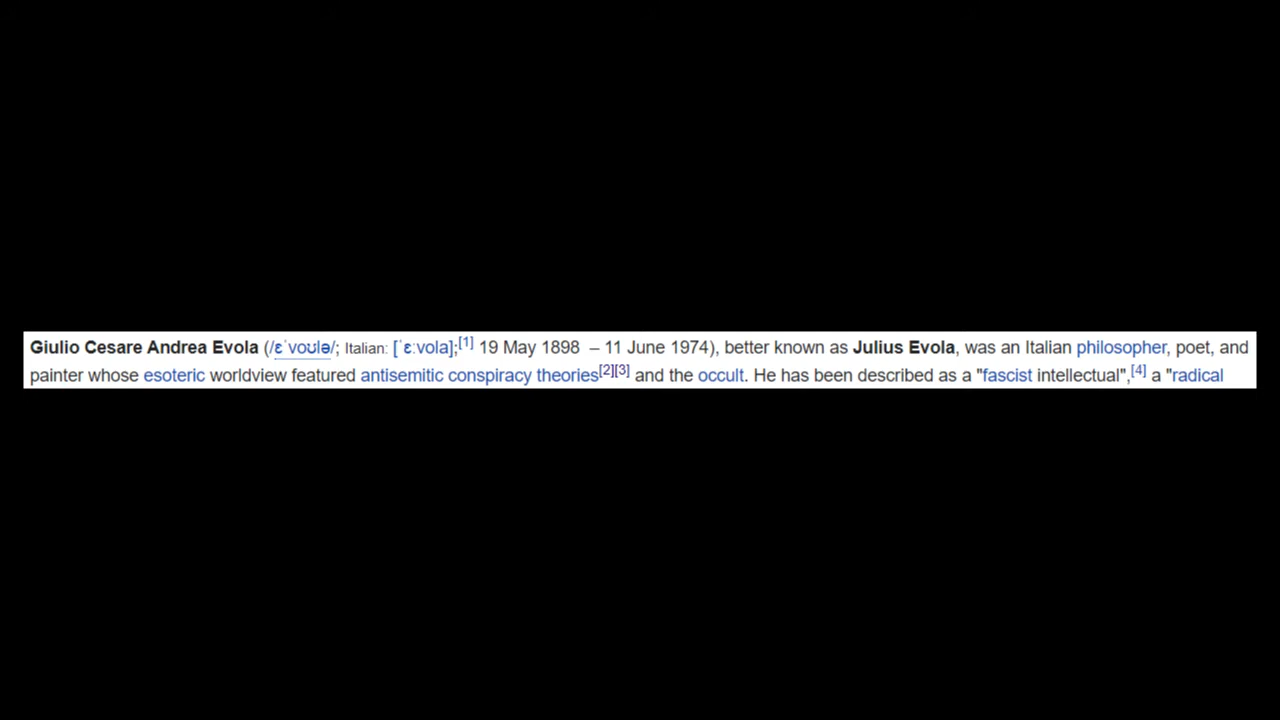 Giulio Cesare Andrea Evola (/ɛˈvoʊlə/; Italian: [ˈɛːvola];[1] 19 May 1898 – 11 June 1974), better known as Julius Evola, was an Italian philosopher, poet, and
painter whose esoteric worldview featured antisemitic conspiracy theories[2][3] and the occult. He has been described as a "fascist intellectual",[4] a "radical